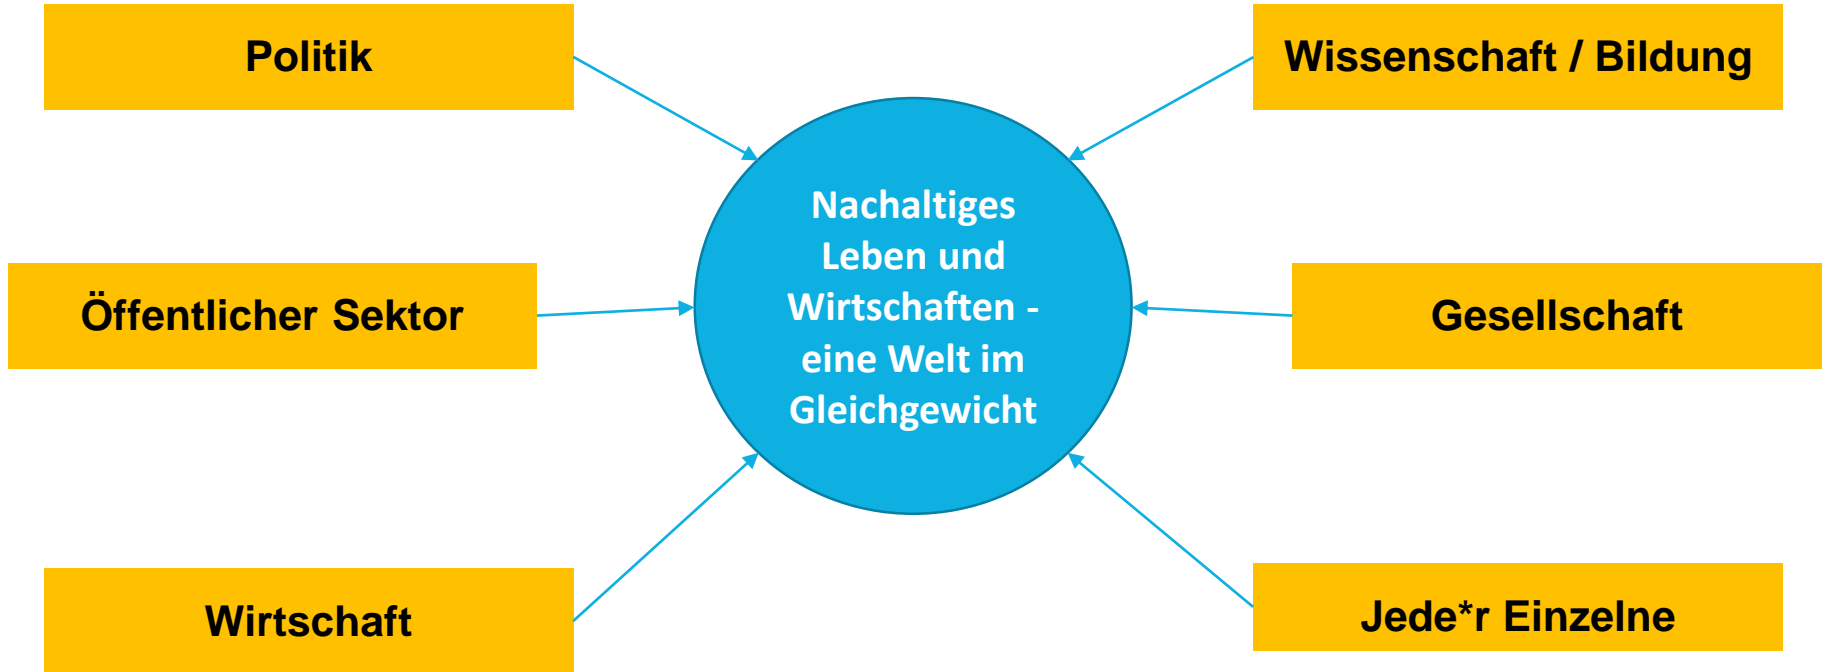 Politik
Wissenschaft / Bildung
Nachaltiges
Leben und
Wirtschaften -
eine Welt im
Gleichgewicht
Öffentlicher Sektor
Gesellschaft
Wirtschaft
Jede*r Einzelne